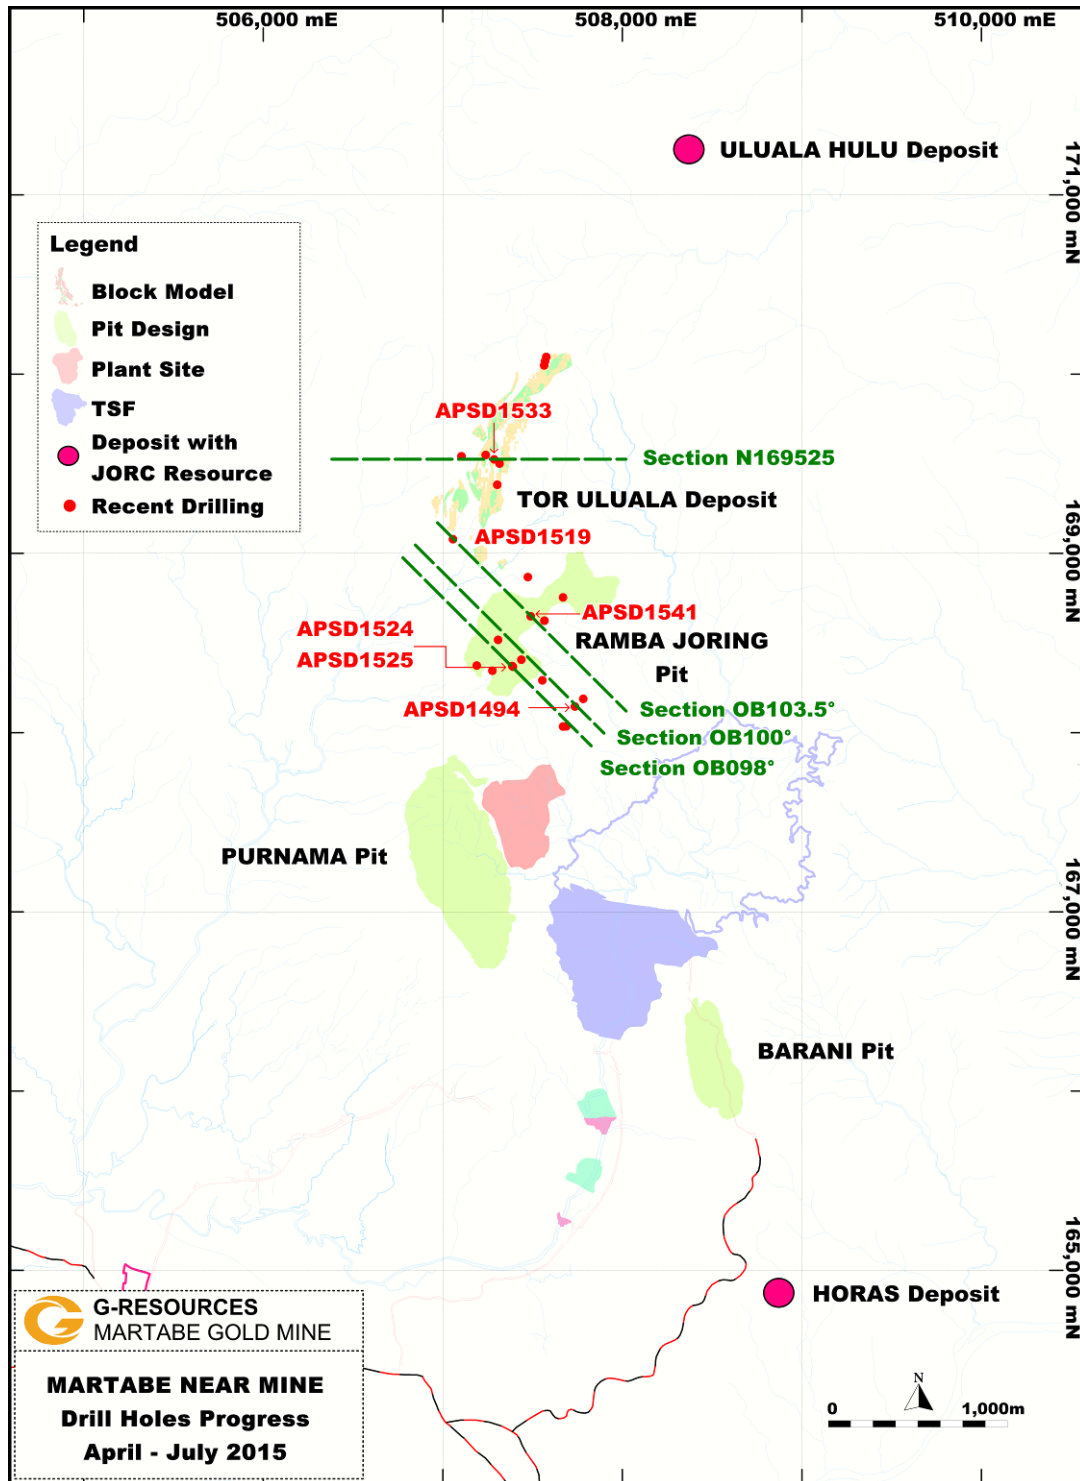 506,000 mE
508,000 mE
510,000 mE
ULUALA HULU Deposit
171,000 mN
Legend
Block Model
Pit Design
Plant Site
TSF
Deposit with
JORC Resource
Recent Drilling
APSD1533
Section N169525
TOR ULUALA Deposit
APSD1519
169,000 mN
APSD1541
APSD1524
APSD1525
RAMBA JORING
Pit
APSD1494
Section OB103.5°
Section OB100°
Section OB098°
PURNAMA Pit
167,000 mN
BARANI Pit
165,000 mN
HORAS Deposit
G-RESOURCES
MARTABE GOLD MINE
MARTABE NEAR MINE
Drill Holes Progress
April - July 2015
N
0 1,000m